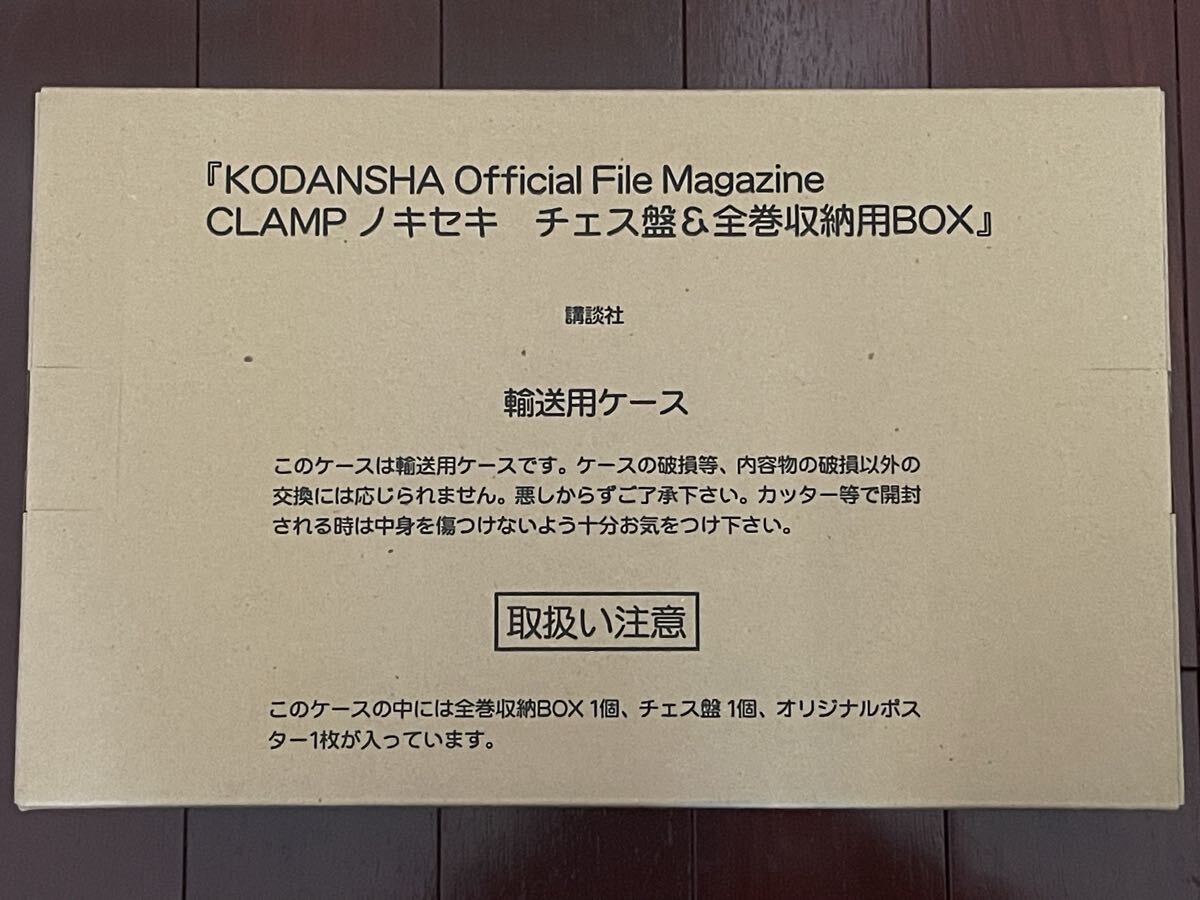 『KODANSHA Official File Magazine
CLAMP ノキセキ　チェス盤&全巻収納用BOX』
講談社
輸送用ケース
このケースは輸送用ケースです。ケースの破損等、内容物の破損以外の
交換には応じられません。悪しからずご了承下さい。カッター等で開封
される時は中身を傷つけないよう十分お気をつけ下さい。
取扱い注意
このケースの中には全巻収納BOX 1個、チェス盤 1個、オリジナルポス
ター1枚が入っています。